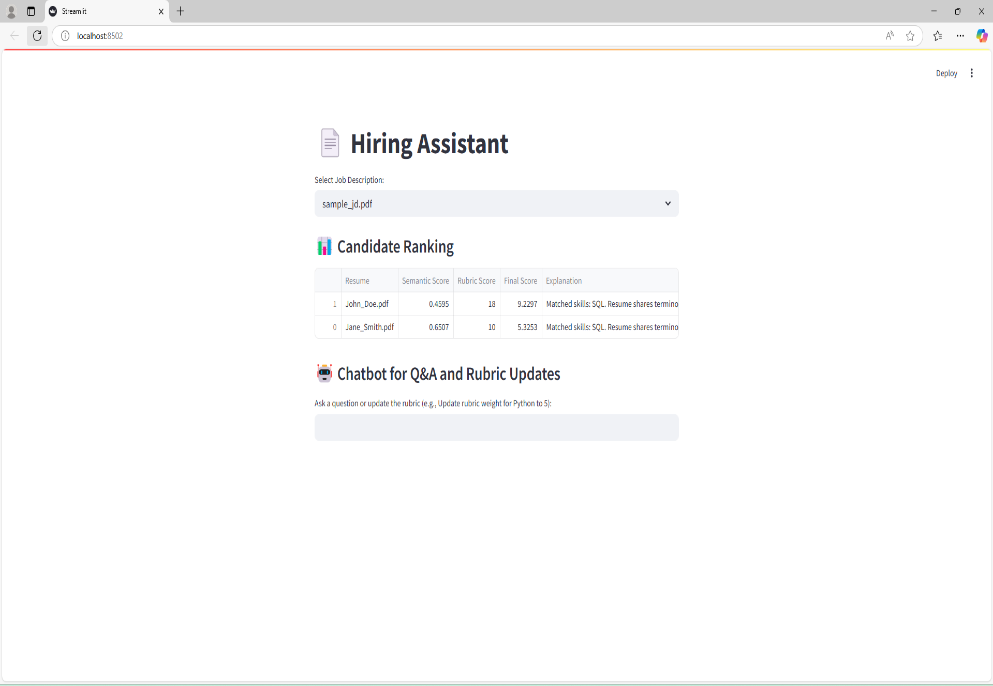 Streamlit
localhost:8502
Deploy
Hiring Assistant
Select Job Description:
sample_jd.pdf
Candidate Ranking
Resume Semantic Score Rubric Score Final Score Explanation
1 John_Doe.pdf 0.4595 18 9.2297 Matched skills: SQL. Resume shares termino
0 Jane_Smith.pdf 0.6507 10 5.3253 Matched skills: SQL. Resume shares termino
Chatbot for Q&A and Rubric Updates
Ask a question or update the rubric (e.g., Update rubric weight for Python to 5):